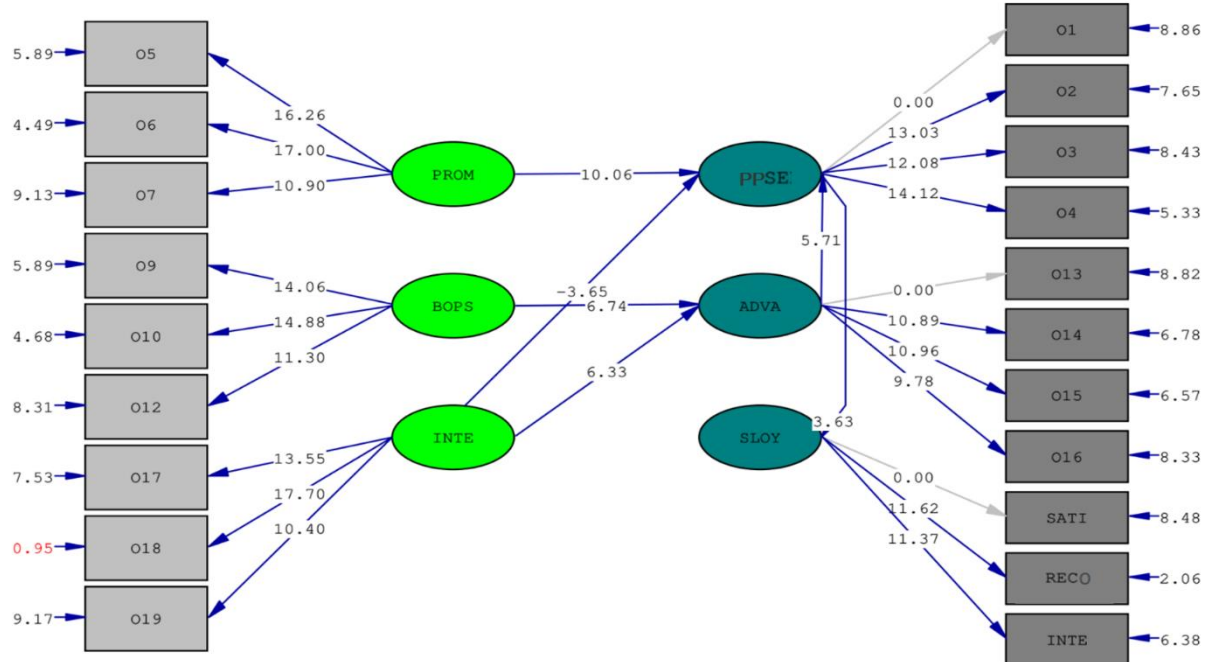 5.89
O5
4.49
O6
9.13
O7
5.89
O9
4.68
O10
8.31
O12
7.53
O17
0.95
O18
9.17
O19
16.26
17.00
10.90
14.06
14.88
11.30
13.55
17.70
10.40
PROM
BOPS
INTE
10.06
-3.65
6.74
6.33
PPSE
ADVA
SLOY
5.71
3.63
0.00
13.03
12.08
14.12
0.00
10.89
10.96
9.78
0.00
11.62
11.37
O1
8.86
O2
7.65
O3
8.43
O4
5.33
O13
8.82
O14
6.78
O15
6.57
O16
8.33
SATI
8.48
RECO
2.06
INTE
6.38